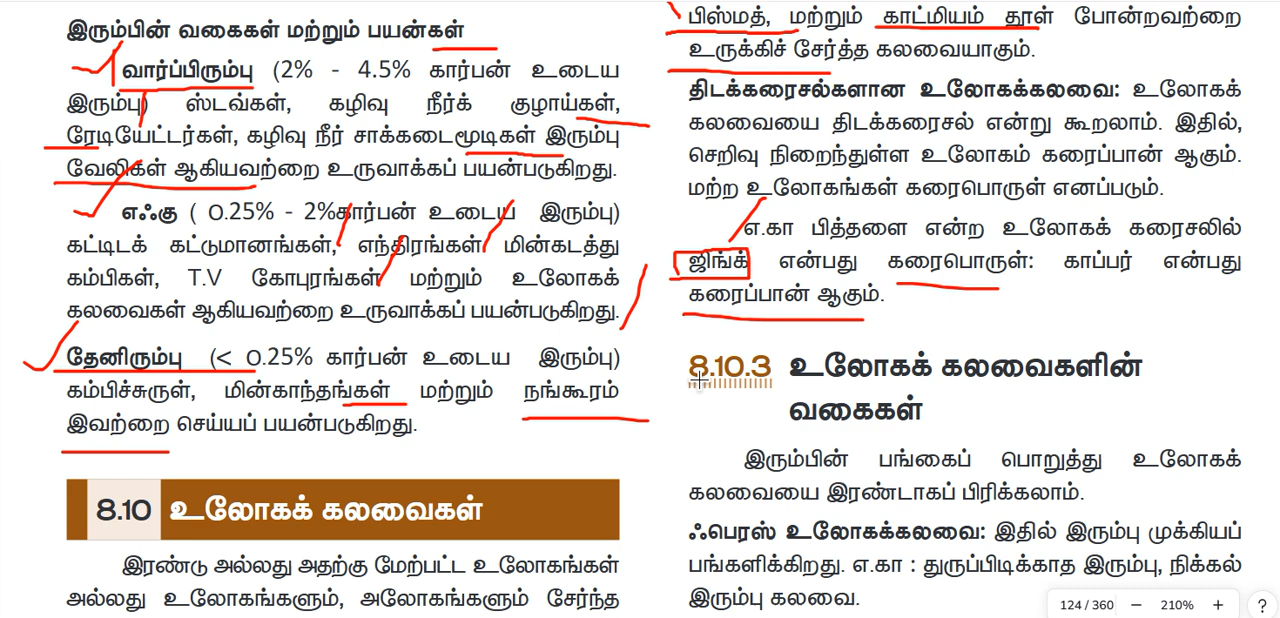 இரும்பின் வகைகள் மற்றும் பயன்கள்
வார்ப்பிரும்பு (2% - 4.5% கார்பன் உடைய
இரும்பு) ஸ்டவ்கள், கழிவு நீர்க் குழாய்கள்,
ரேடியேட்டர்கள், கழிவு நீர் சாக்கடைமூடிகள் இரும்பு
வேலிகள் ஆகியவற்றை உருவாக்கப் பயன்படுகிறது.
எஃகு ( 0.25% - 2%கார்பன் உடைய இரும்பு)
கட்டிடக் கட்டுமானங்கள், எந்திரங்கள் மின்கடத்து
கம்பிகள், T.V கோபுரங்கள் மற்றும் உலோகக்
கலவைகள் ஆகியவற்றை உருவாக்கப் பயன்படுகிறது.
தேனிரும்பு (< 0.25% கார்பன் உடைய இரும்பு)
கம்பிச்சுருள், மின்காந்தங்கள் மற்றும் நங்கூரம்
இவற்றை செய்யப் பயன்படுகிறது.
8.10 உலோகக் கலவைகள்
இரண்டு அல்லது அதற்கு மேற்பட்ட உலோகங்கள்
அல்லது உலோகங்களும், அலோகங்களும் சேர்ந்த
பிஸ்மத், மற்றும் காட்மியம் தூள் போன்றவற்றை
உருக்கிச் சேர்த்த கலவையாகும்.
திடக்கரைசல்களான உலோகக்கலவை: உலோகக்
கலவையை திடக்கரைசல் என்று கூறலாம். இதில்,
செறிவு நிறைந்துள்ள உலோகம் கரைப்பான் ஆகும்.
மற்ற உலோகங்கள் கரைபொருள் எனப்படும்.
எ.கா பித்தளை என்ற உலோகக் கரைசலில்
ஜிங்க் என்பது கரைபொருள்: காப்பர் என்பது
கரைப்பான் ஆகும்.
8.10.3 உலோகக் கலவைகளின்
வகைகள்
இரும்பின் பங்கைப் பொறுத்து உலோகக்
கலவையை இரண்டாகப் பிரிக்கலாம்.
ஃபெரஸ் உலோகக்கலவை: இதில் இரும்பு முக்கியப்
பங்களிக்கிறது. எ.கா : துருப்பிடிக்காத இரும்பு, நிக்கல்
இரும்பு கலவை.
124 / 360 − 210% + ?